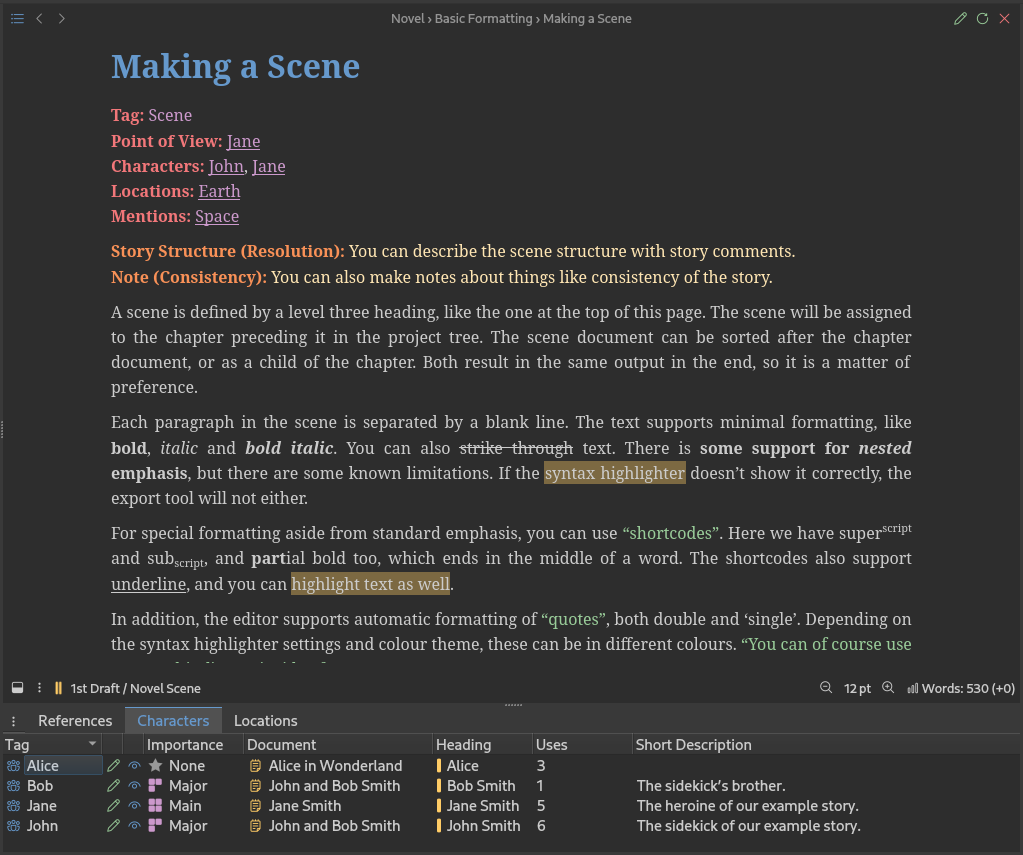 Novel › Basic Formatting › Making a Scene
Making a Scene
Tag: Scene
Point of View: Jane
Characters: John, Jane
Locations: Earth
Mentions: Space
Story Structure (Resolution): You can describe the scene structure with story comments.
Note (Consistency): You can also make notes about things like consistency of the story.
A scene is defined by a level three heading, like the one at the top of this page. The scene will be assigned
to the chapter preceding it in the project tree. The scene document can be sorted after the chapter
document, or as a child of the chapter. Both result in the same output in the end, so it is a matter of
preference.
Each paragraph in the scene is separated by a blank line. The text supports minimal formatting, like
bold, italic and bold italic. You can also strike through text. There is some support for nested
emphasis, but there are some known limitations. If the syntax highlighter doesn’t show it correctly, the
export tool will not either.
For special formatting aside from standard emphasis, you can use “shortcodes”. Here we have superscript
and subscript, and partial bold too, which ends in the middle of a word. The shortcodes also support
underline, and you can highlight text as well.
In addition, the editor supports automatic formatting of “quotes”, both double and ‘single’. Depending on
the syntax highlighter settings and colour theme, these can be in different colours. “You can of course use
1st Draft / Novel Scene 12 pt Words: 530 (+0)
References Characters Locations
Tag Importance Document Heading Uses Short Description
Alice None Alice in Wonderland Alice 3
Bob Major John and Bob Smith Bob Smith 1 The sidekick’s brother.
Jane Main Jane Smith Jane Smith 5 The heroine of our example story.
John Major John and Bob Smith John Smith 6 The sidekick of our example story.